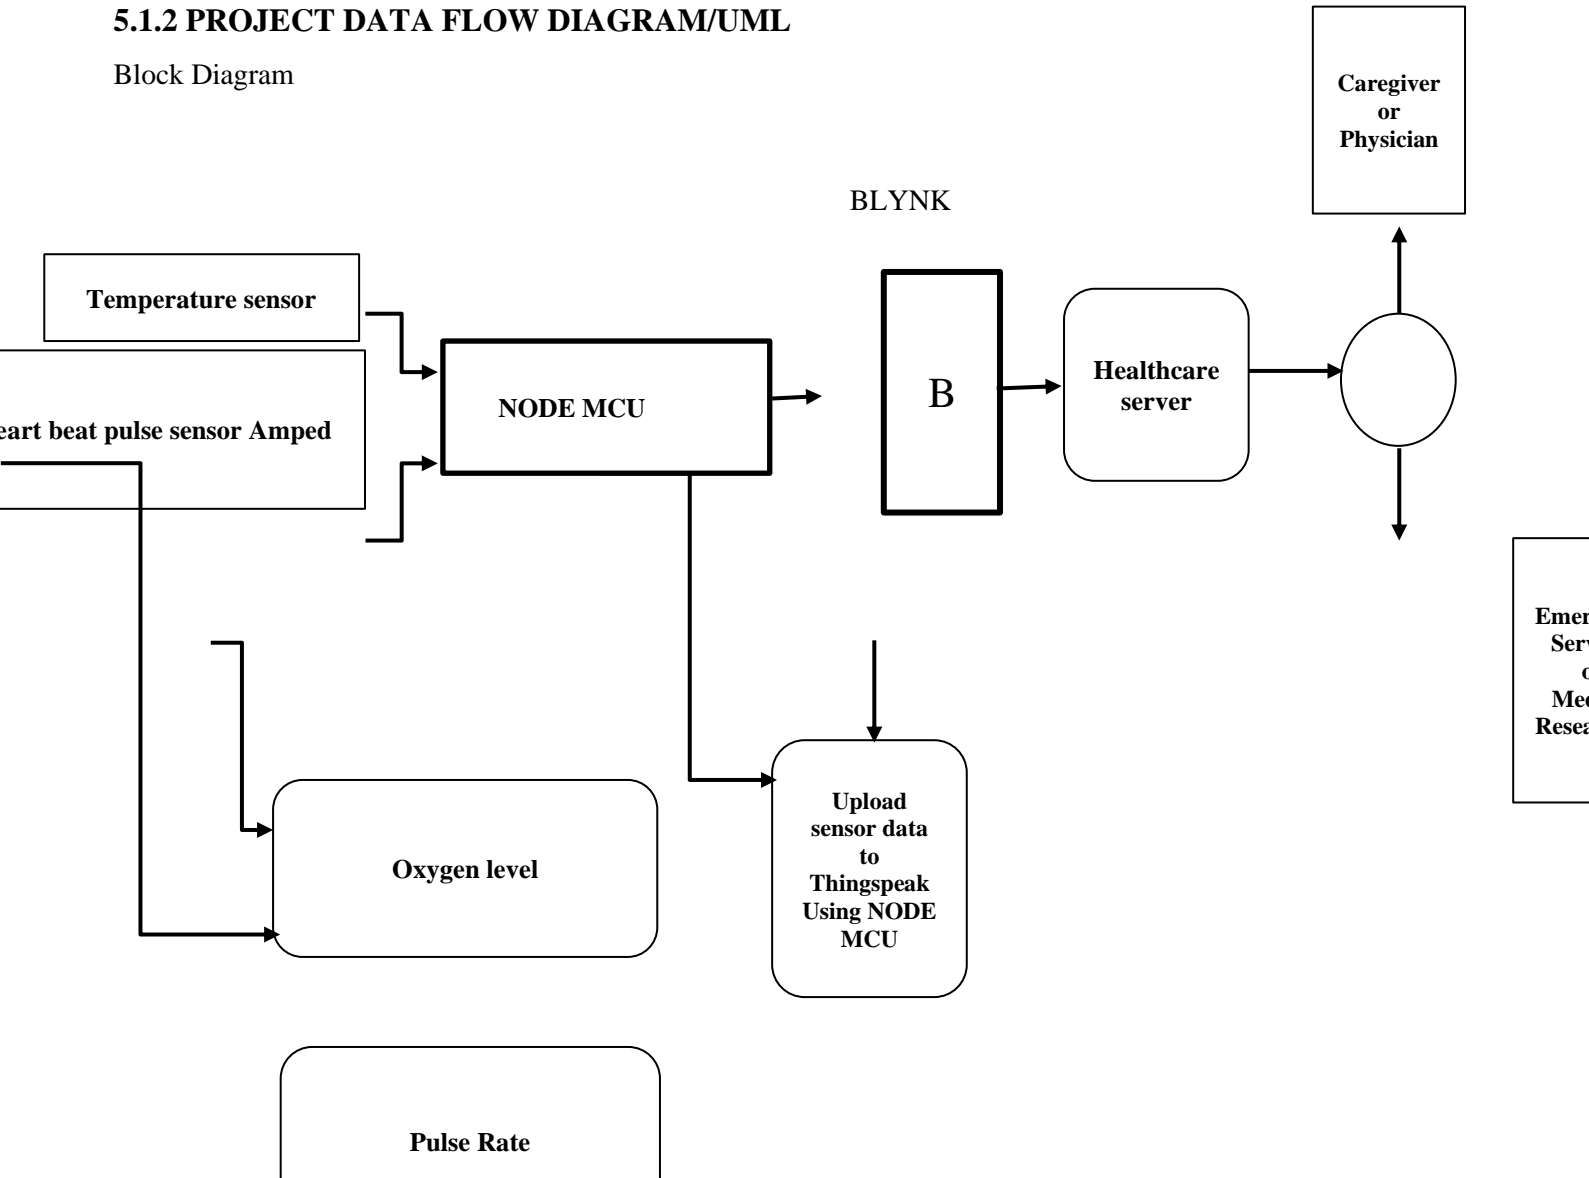 5.1.2 PROJECT DATA FLOW DIAGRAM/UML
Block Diagram
Caregiver
or
Physician
BLYNK
Temperature sensor
eart beat pulse sensor Amped
NODE MCU
B
Healthcare
server
Emer
Serv
o
Med
Resea
Oxygen level
Upload
sensor data
to
Thingspeak
Using NODE
MCU
Pulse Rate